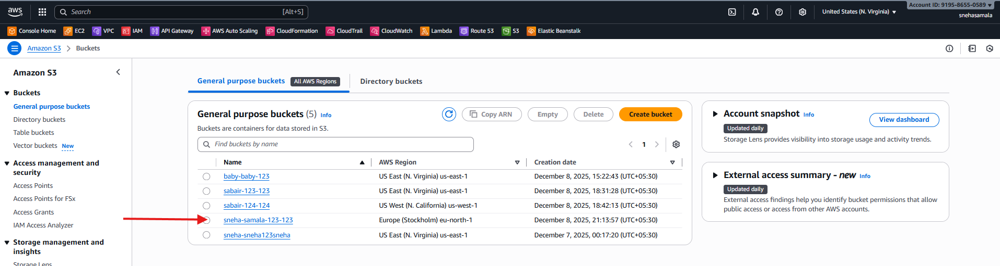 aws
Search [Alt+S]
Account ID: 9195-8655-0589
United States (N. Virginia)
snehasamala
Console Home EC2 VPC IAM API Gateway AWS Auto Scaling CloudFormation CloudTrail CloudWatch Lambda Route 53 S3 Elastic Beanstalk
Amazon S3 > Buckets
Amazon S3
Buckets
General purpose buckets
Directory buckets
Table buckets
Vector buckets New
Access management and
security
Access Points
Access Points for FSx
Access Grants
IAM Access Analyzer
Storage management and
insights
Storage Lens
General purpose buckets All AWS Regions Directory buckets
General purpose buckets (5) Info
Copy ARN Empty Delete Create bucket
Buckets are containers for data stored in S3.
Find buckets by name
1
Name AWS Region Creation date
baby-baby-123 US East (N. Virginia) us-east-1 December 8, 2025, 15:22:43 (UTC+05:30)
sabair-123-123 US East (N. Virginia) us-east-1 December 8, 2025, 18:31:28 (UTC+05:30)
sabair-124-124 US West (N. California) us-west-1 December 8, 2025, 18:42:13 (UTC+05:30)
sneha-samala-123-123 Europe (Stockholm) eu-north-1 December 8, 2025, 21:13:57 (UTC+05:30)
sneha-sneha123sneha US East (N. Virginia) us-east-1 December 7, 2025, 00:17:20 (UTC+05:30)
Account snapshot Info
View dashboard
Updated daily
Storage Lens provides visibility into storage usage and activity trends.
External access summary - new Info
Updated daily
External access findings help you identify bucket permissions that allow
public access or access from other AWS accounts.